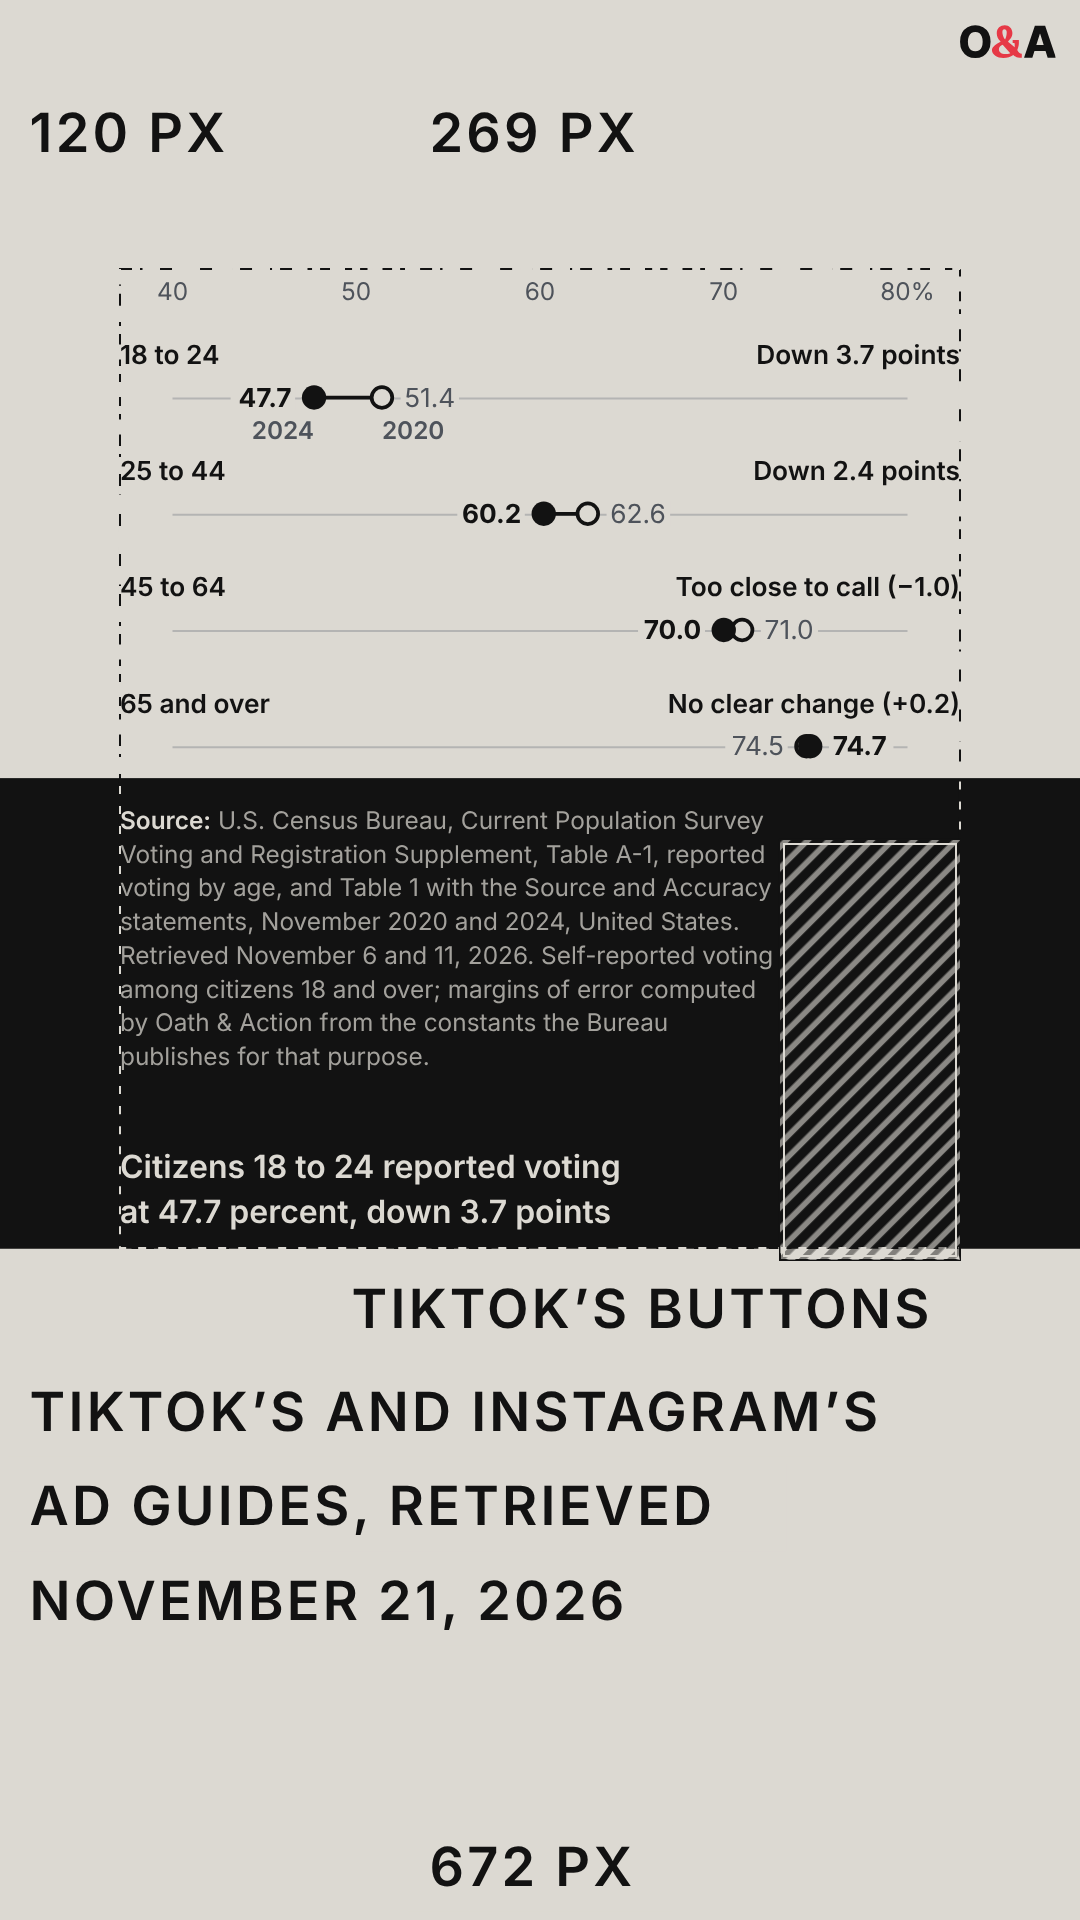 O&A
120 PX
269 PX
40 50 60 70 80%
18 to 24 Down 3.7 points
47.7 51.4
2024 2020
25 to 44 Down 2.4 points
60.2 62.6
45 to 64 Too close to call (−1.0)
70.0 71.0
65 and over No clear change (+0.2)
74.5 74.7
Source: U.S. Census Bureau, Current Population Survey
Voting and Registration Supplement, Table A-1, reported
voting by age, and Table 1 with the Source and Accuracy
statements, November 2020 and 2024, United States.
Retrieved November 6 and 11, 2026. Self-reported voting
among citizens 18 and over; margins of error computed
by Oath & Action from the constants the Bureau
publishes for that purpose.
Citizens 18 to 24 reported voting
at 47.7 percent, down 3.7 points
TIKTOK’S BUTTONS
TIKTOK’S AND INSTAGRAM’S
AD GUIDES, RETRIEVED
NOVEMBER 21, 2026
672 PX